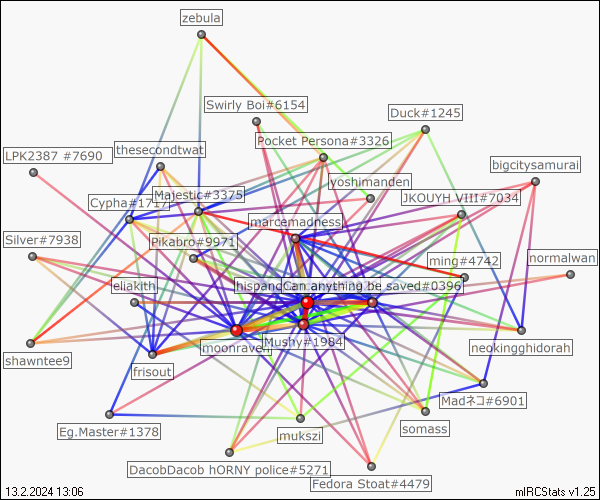 zebula
Swirly Boi#6154
Duck#1245
Pocket Persona#3326
thesecondtwat
LPK2387 #7690
bigcitysamurai
yoshimanden
Majestic#3375
JKOUYH VIII#7034
Cypha#1717
marcemadness
Silver#7938
Pikabro#9971
ming#4742
normalwan
eliakith
Can anything be saved#0396
moonraven
Mushy#1984
neokingghidorah
shawntee9
frisout
Madネコ#6901
Eg.Master#1378
mukszi
somass
DacobDacob hORNY police#5271
Fedora Stoat#4479
13.2.2024 13:06
mIRCStats v1.25